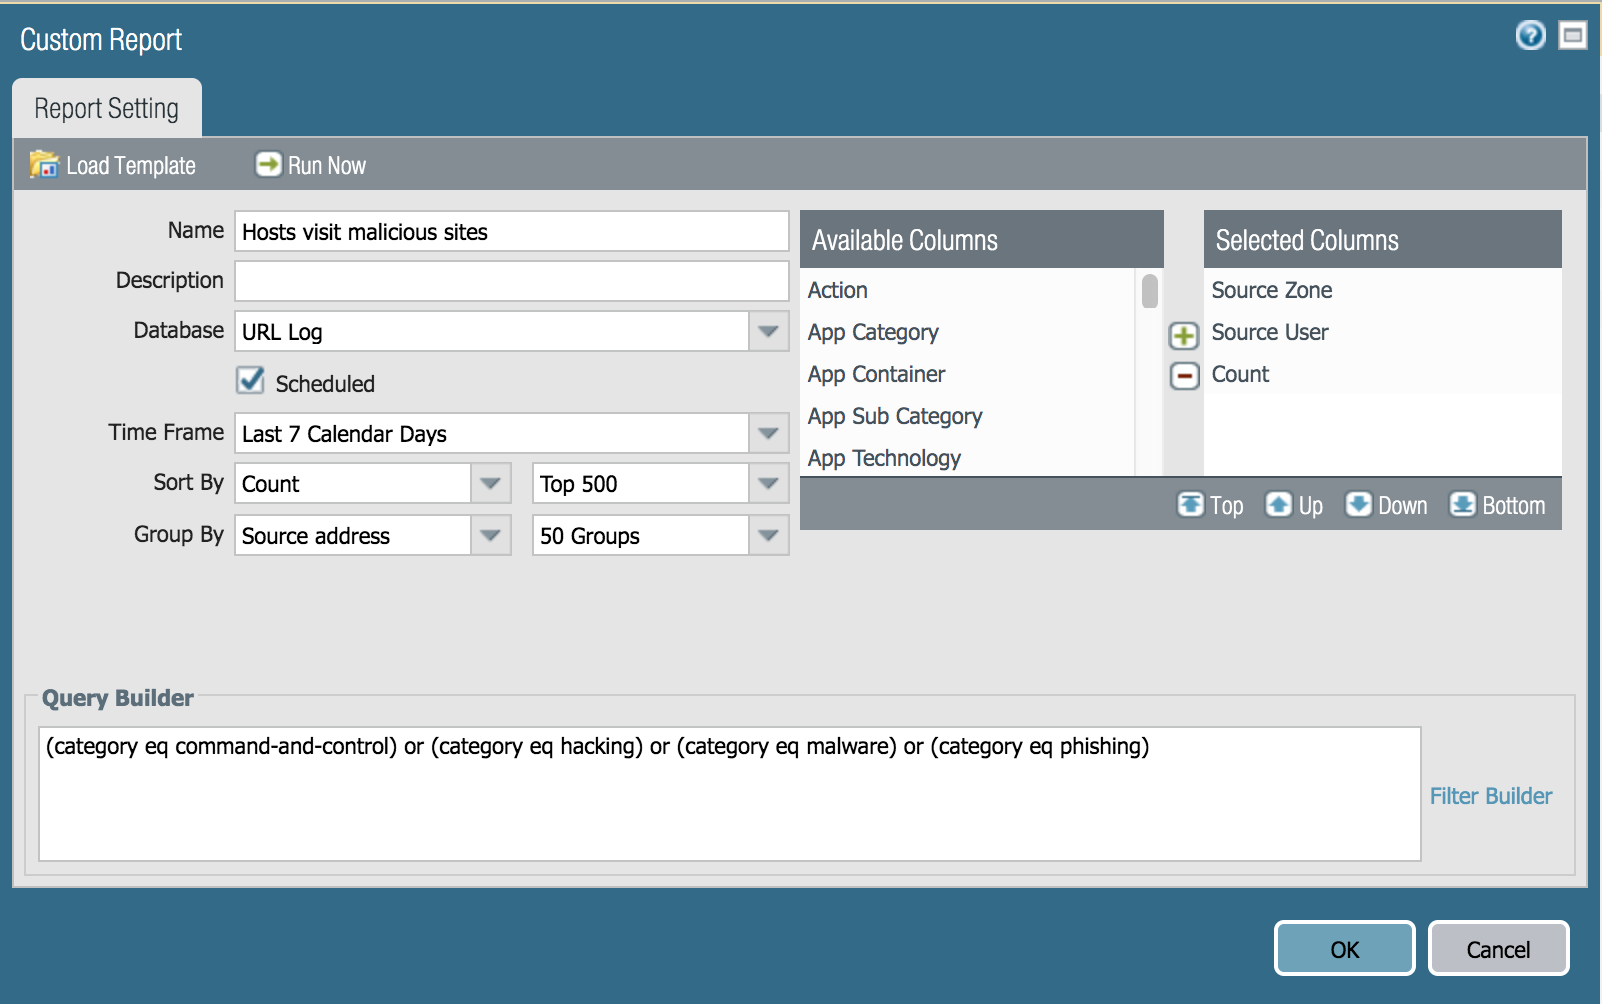 Custom Report
Report Setting
Load Template Run Now
Name Hosts visit malicious sites
Description
Database URL Log
Scheduled
Time Frame Last 7 Calendar Days
Sort By Count Top 500
Group By Source address 50 Groups
Available Columns
Action
App Category
App Container
App Sub Category
App Technology
Selected Columns
Source Zone
Source User
Count
Top Up Down Bottom
Query Builder
(category eq command-and-control) or (category eq hacking) or (category eq malware) or (category eq phishing)
Filter Builder
OK Cancel